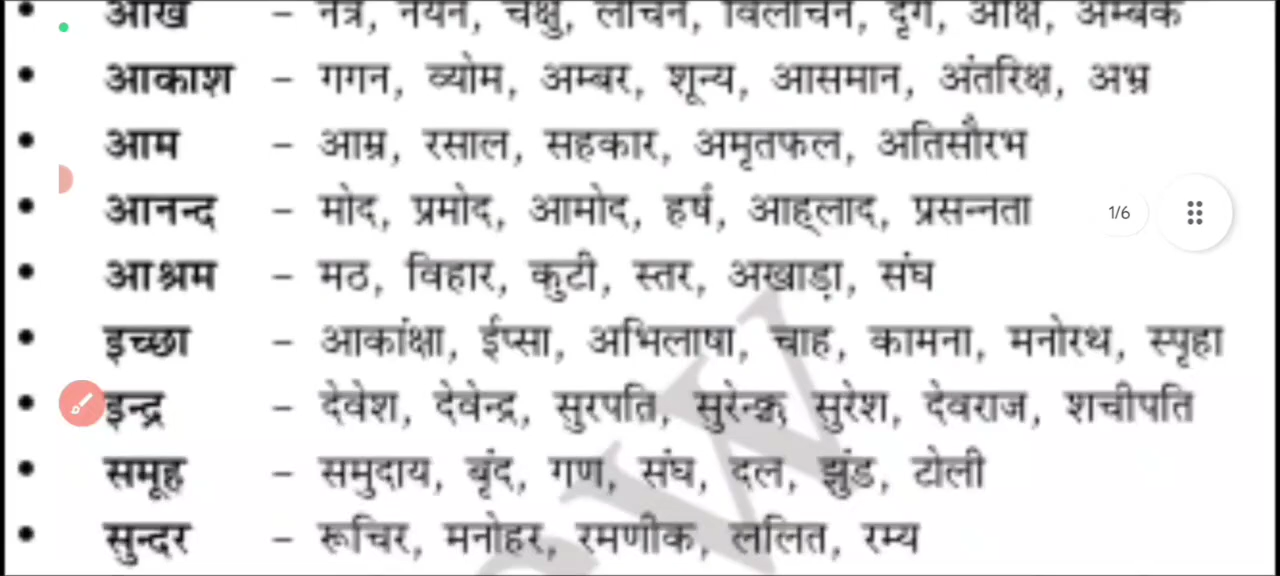 • आँख – नेत्र, नयन, चक्षु, लोचन, विलोचन, दृग, अक्षि, अम्बक
• आकाश – गगन, व्योम, अम्बर, शून्य, आसमान, अंतरिक्ष, अभ्र
• आम – आम्र, रसाल, सहकार, अमृतफल, अतिसौरभ
• आनन्द – मोद, प्रमोद, आमोद, हर्ष, आह्लाद, प्रसन्नता
1/6
• आश्रम – मठ, विहार, कुटी, स्तर, अखाड़ा, संघ
• इच्छा – आकांक्षा, ईप्सा, अभिलाषा, चाह, कामना, मनोरथ, स्पृहा
• इन्द्र – देवेश, देवेन्द्र, सुरपति, सुरेश, देवराज, शचीपति
• समूह – समुदाय, बृंद, गण, संघ, दल, झुंड, टोली
• सुन्दर – रूचिर, मनोहर, रमणीक, ललित, रम्य